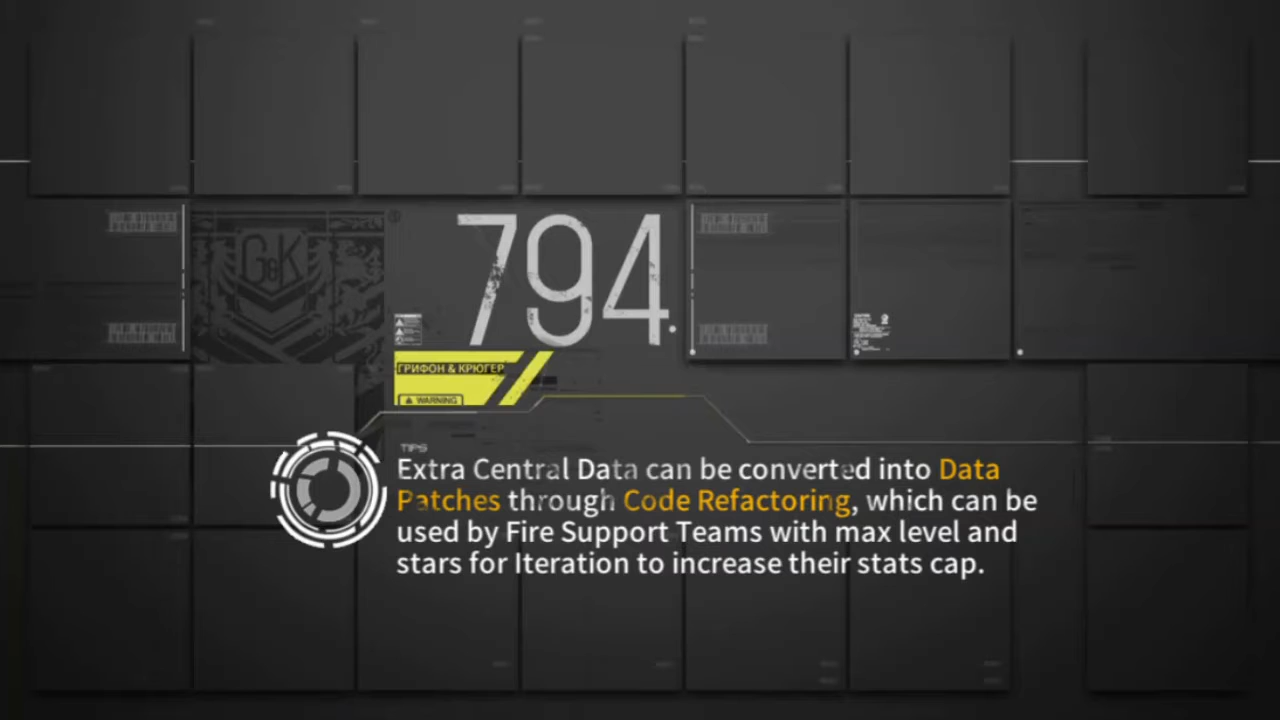 G&K
794.
ГРИФОН & КРЮГЕР
WARNING
TIPS
Extra Central Data can be converted into Data
Patches through Code Refactoring, which can be
used by Fire Support Teams with max level and
stars for Iteration to increase their stats cap.